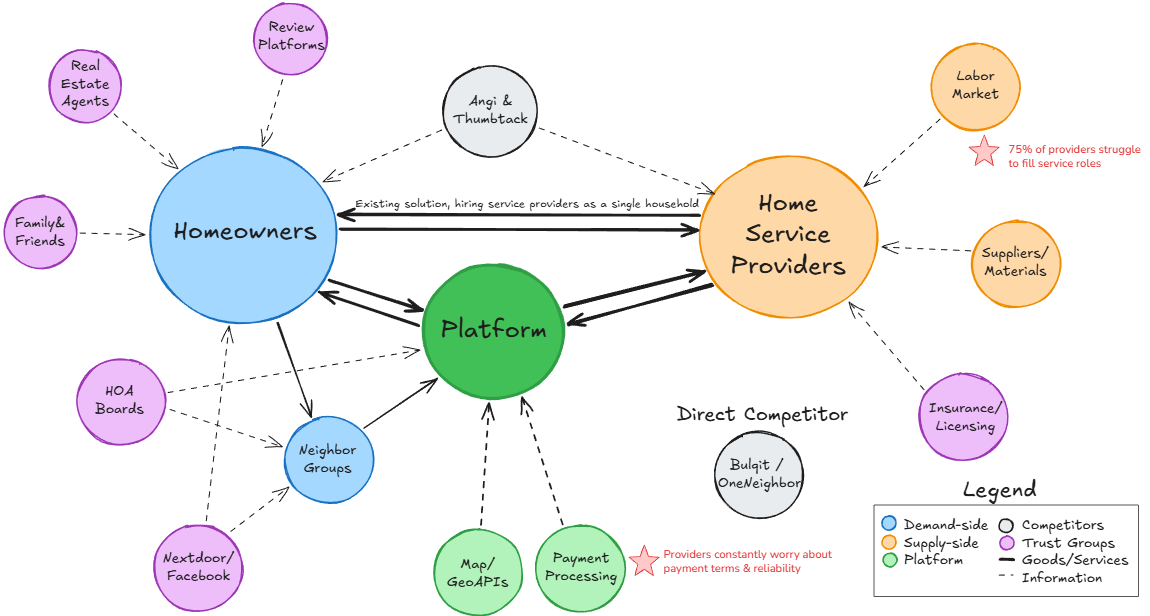 Review
Platforms
Real
Estate
Agents
Angi &
Thumbtack
Labor
Market
75% of providers struggle
to fill service roles
Existing solution, hiring service providers as a single household
Family&
Friends
Homeowners
Home
Service
Providers
Suppliers/
Materials
Platform
HOA
Boards
Neighbor
Groups
Direct Competitor
Bulqit /
OneNeighbor
Insurance/
Licensing
Nextdoor/
Facebook
Map/
GeoAPIs
Payment
Processing
Providers constantly worry about
payment terms & reliability
Legend
Demand-side
Supply-side
Platform
Competitors
Trust Groups
Goods/Services
Information